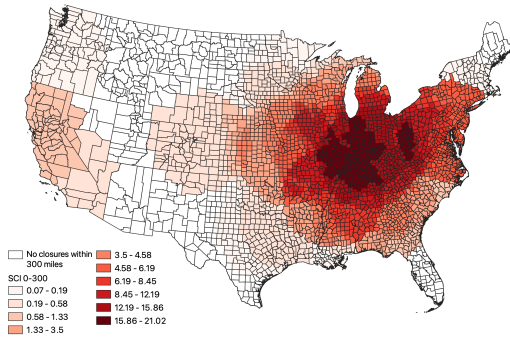 No closures within
300 miles
SCI 0-300
0.07 - 0.19
0.19 - 0.58
0.58 - 1.33
1.33 - 3.5
3.5 - 4.58
4.58 - 6.19
6.19 - 8.45
8.45 - 12.19
12.19 - 15.86
15.86 - 21.02